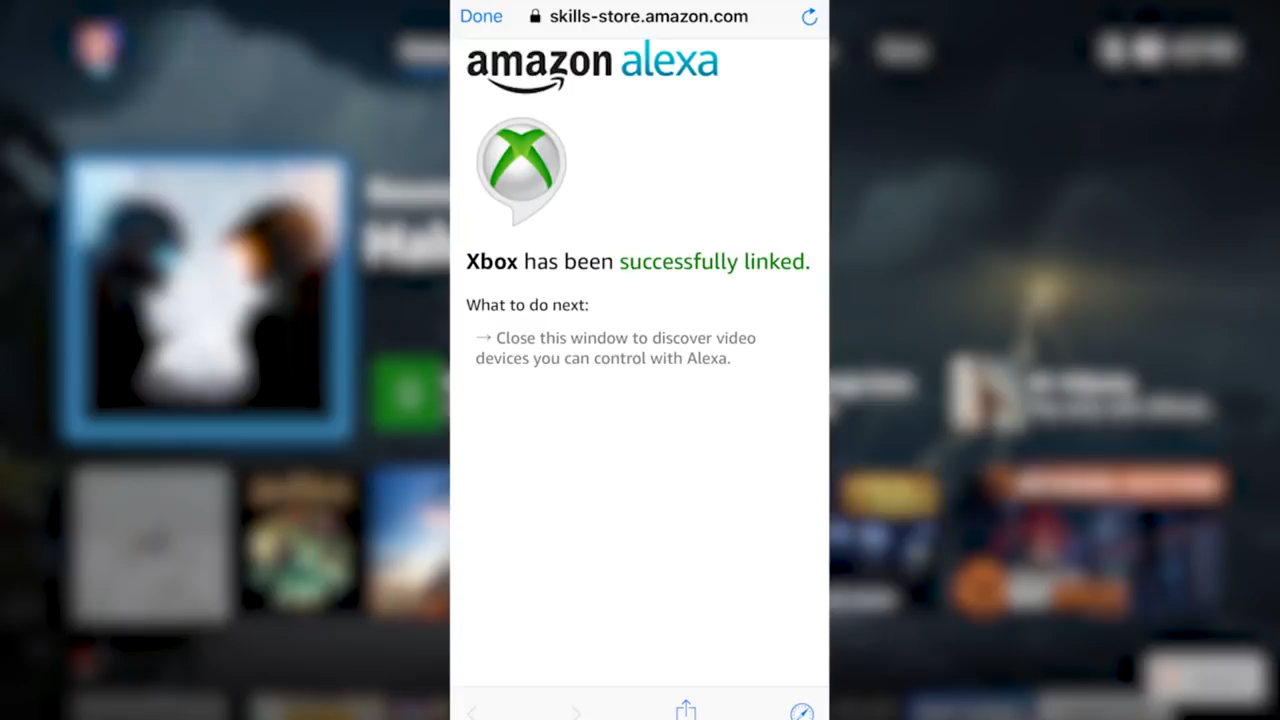 Done skills-store.amazon.com
amazon alexa
Xbox has been successfully linked.
What to do next:
→ Close this window to discover video
devices you can control with Alexa.